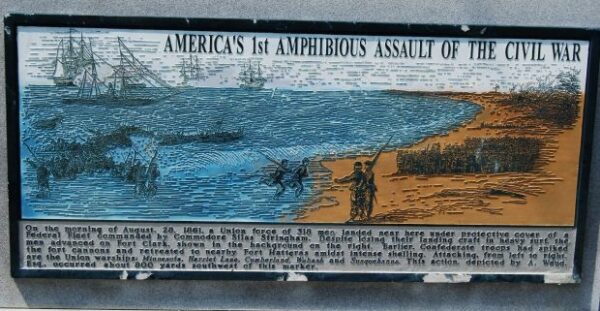 AMERICA'S 1st AMPHIBIOUS ASSAULT OF THE CIVIL WAR
On the morning of August, 28, 1861, a Union force of 318 men landed near here under protective cover of a
Federal Fleet commanded by Commodore Silas Stringham. Despite losing their landing craft in heavy surf, the
men advanced on Fort Clark, shown in the background on the right. Earlier, Confederate troops had spiked
the fort canons and retreated to nearby Fort Hatteras amidst intense shelling. Attacking, from left to right,
are the Union warships: Minnesota, Harriet Lane, Cumberland, Wabash and Susquehanna. This action, depicted by A. Waud,
Esq., occurred about 800 yards southwest of this marker.